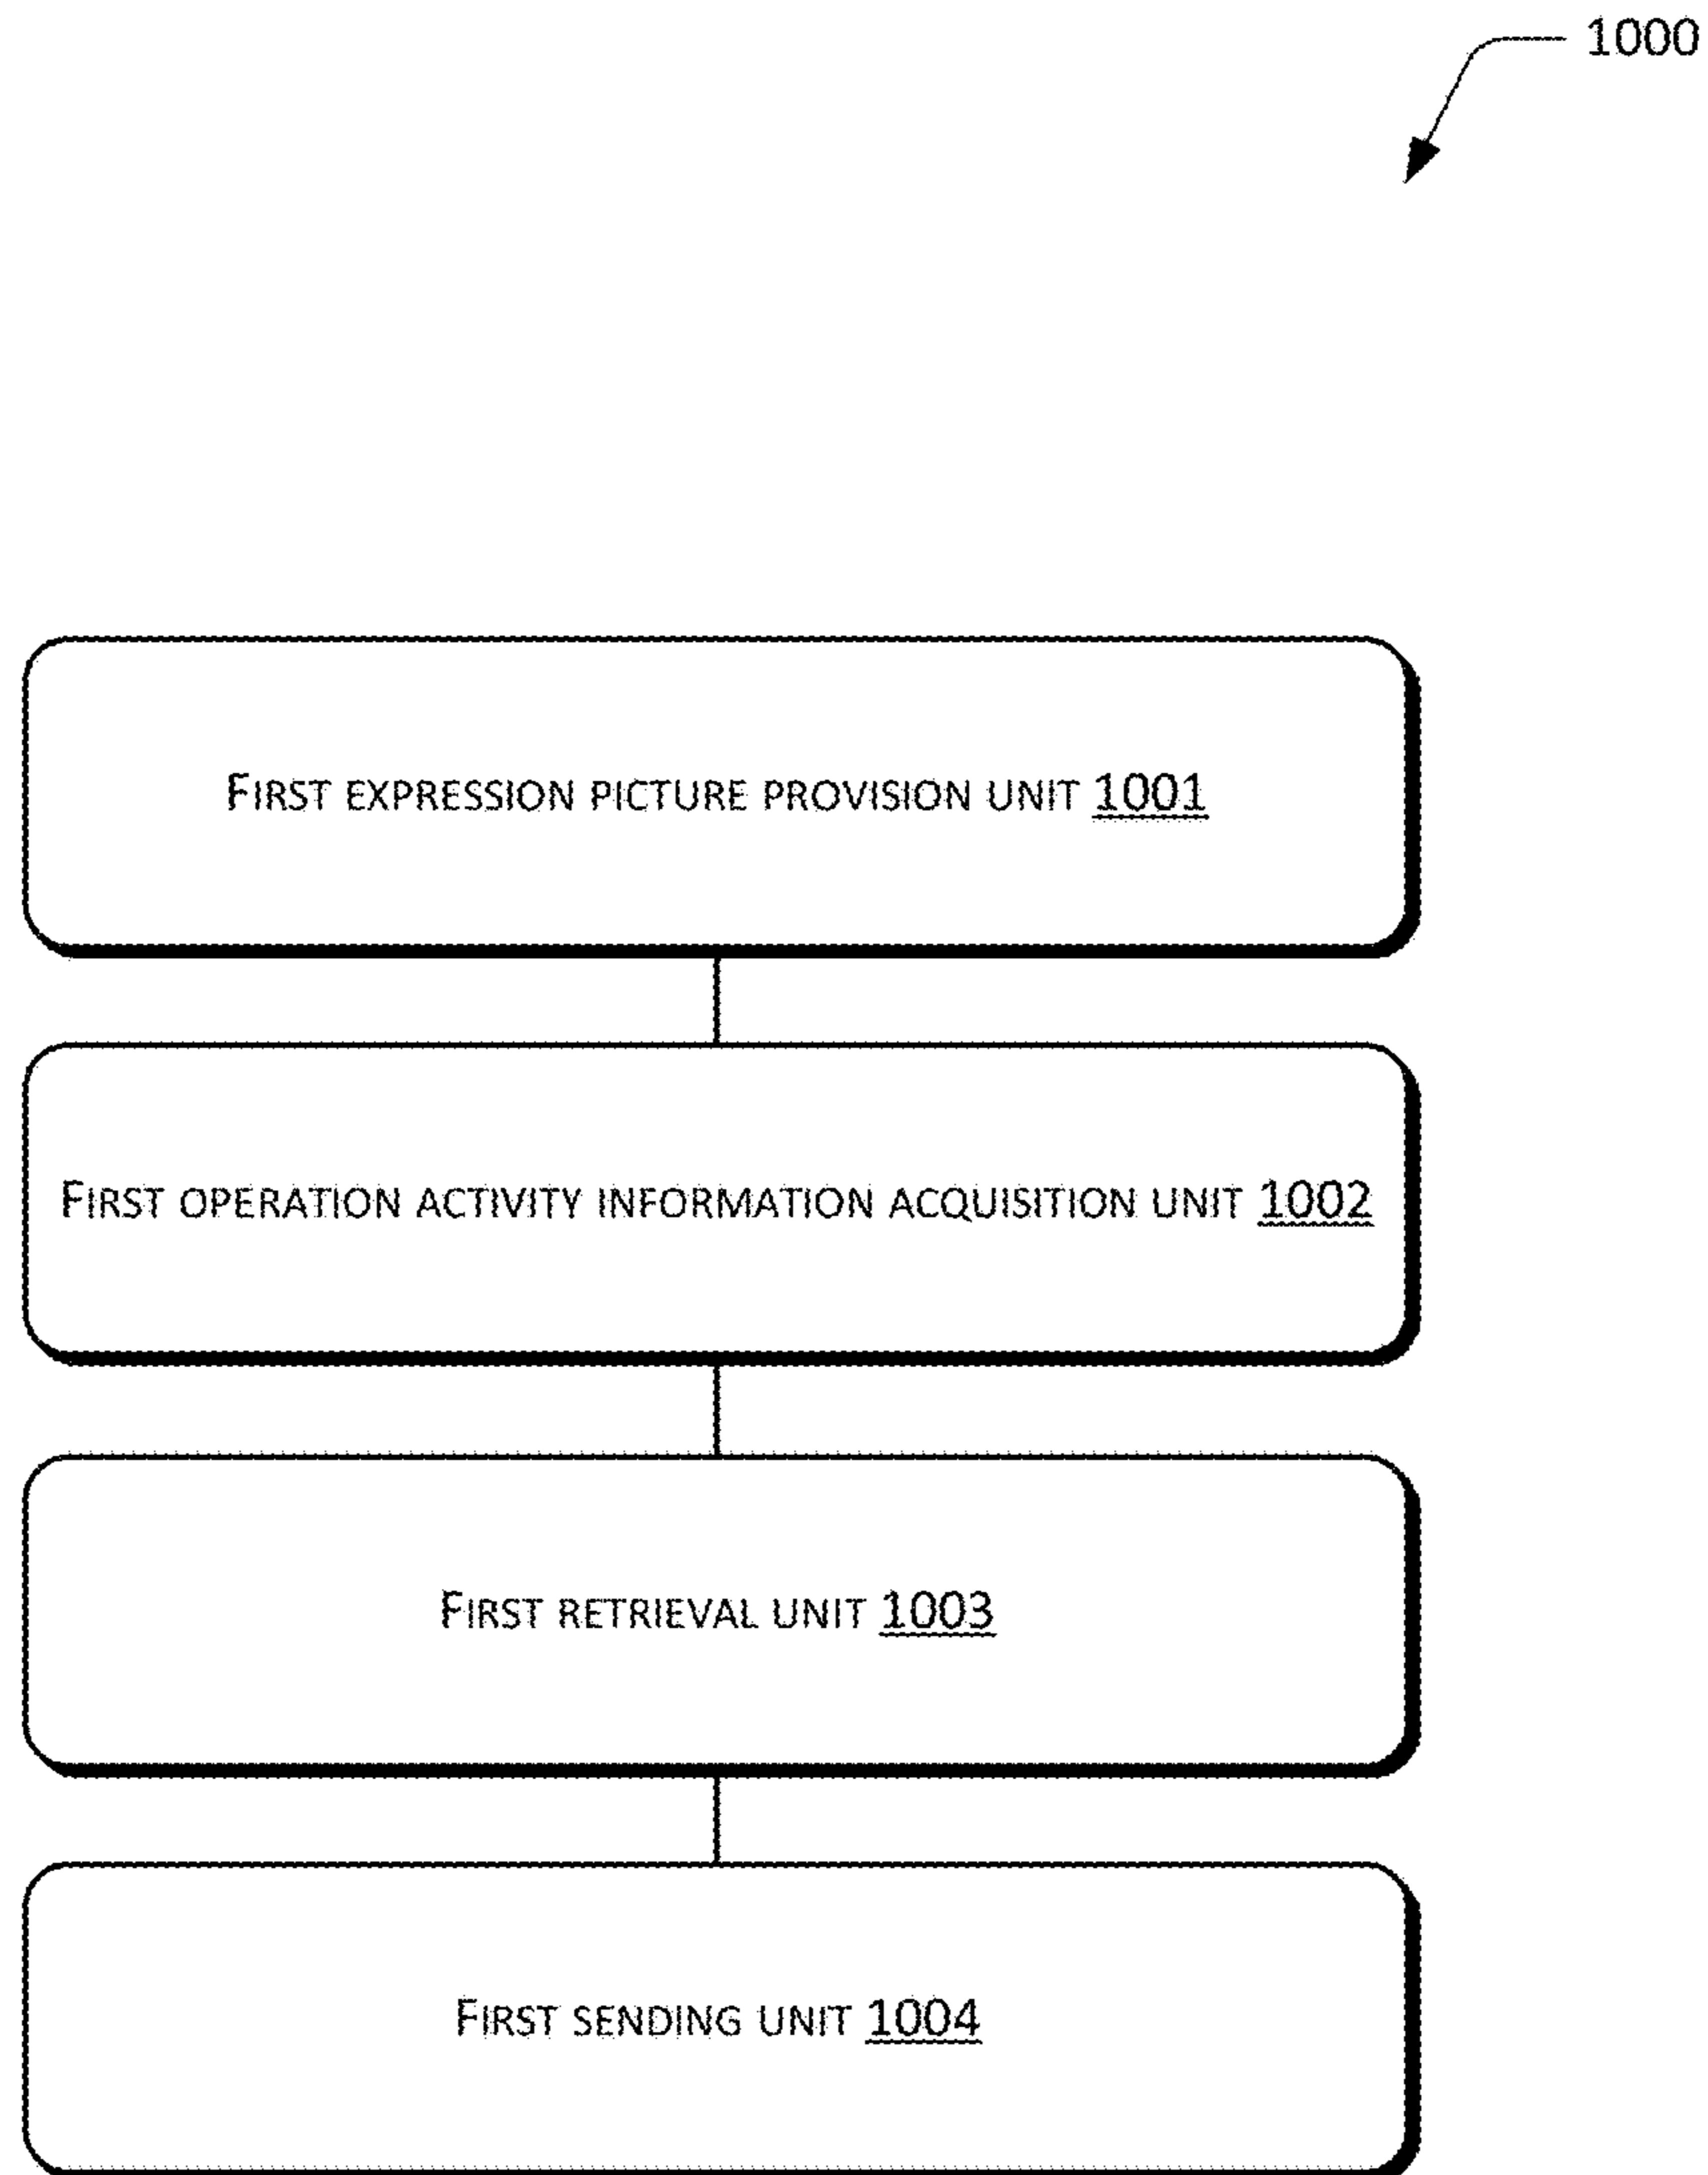 1000
First expression picture provision unit 1001
First operation activity information acquisition unit 1002
First retrieval unit 1003
First sending unit 1004